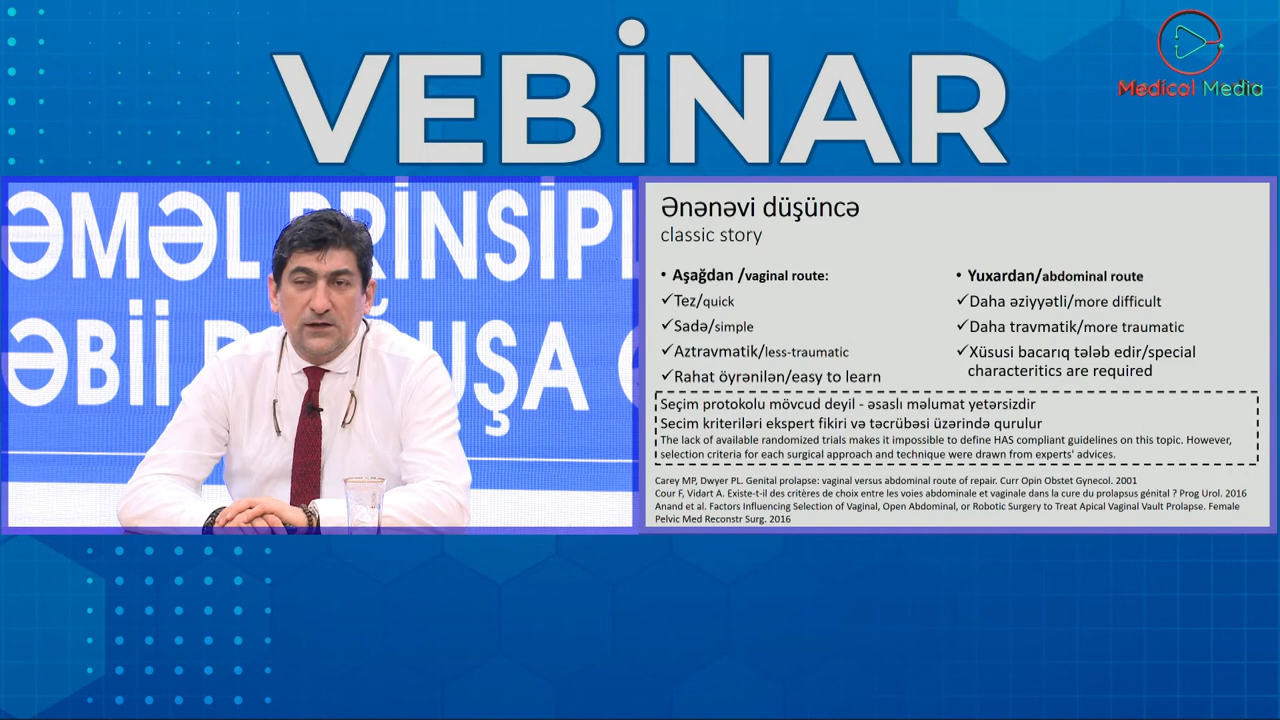 VEBİNAR
Medical Media
ƏMƏL PRİNSİPL
Ənənəvi düşüncə
classic story
• Aşağdan /vaginal route:
✓Tez/quick
✓Sadə/simple
✓Aztravmatik/less-traumatic
✓Rahat öyrənilən/easy to learn
• Yuxardan/abdominal route
✓Daha əziyyətli/more difficult
✓Daha travmatik/more traumatic
✓Xüsusi bacarıq tələb edir/special
characteritics are required
Seçim protokolu mövcud deyil - əsaslı məlumat yetərsizdir
Secim kriteriləri ekspert fikiri və təcrübəsi üzərində qurulur
The lack of available randomized trials makes it impossible to define HAS compliant guidelines on this topic. However,
selection criteria for each surgical approach and technique were drawn from experts' advices.
Carey MP, Dwyer PL. Genital prolapse: vaginal versus abdominal route of repair. Curr Opin Obstet Gynecol. 2001
Cour F, Vidart A. Existe-t-il des critères de choix entre les voies abdominale et vaginale dans la cure du prolapsus génital ? Prog Urol. 2016
Anand et al. Factors Influencing Selection of Vaginal, Open Abdominal, or Robotic Surgery to Treat Apical Vaginal Vault Prolapse. Female
Pelvic Med Reconstr Surg. 2016